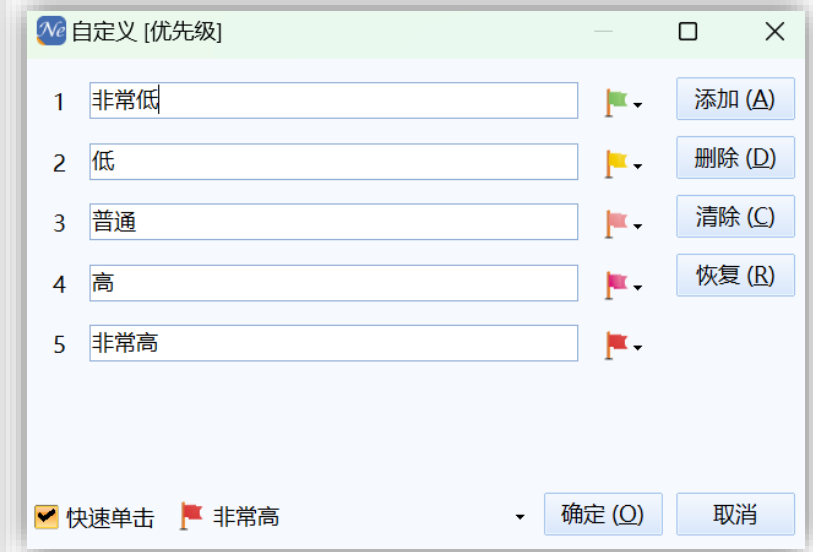 Ne 自定义 [优先级]
1 非常低 添加 (A)
2 低 删除 (D)
3 普通 清除 (C)
4 高 恢复 (R)
5 非常高
快速单击 非常高 确定 (O) 取消